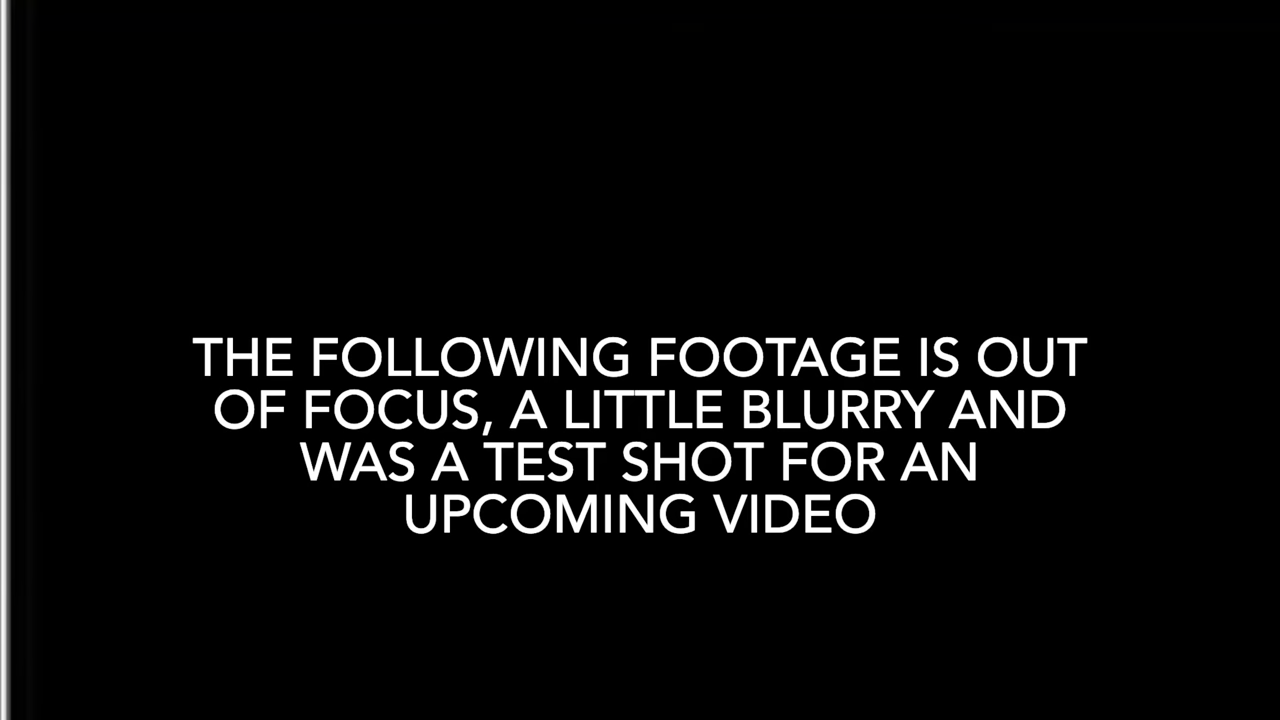 THE FOLLOWING FOOTAGE IS OUT
OF FOCUS, A LITTLE BLURRY AND
WAS A TEST SHOT FOR AN
UPCOMING VIDEO